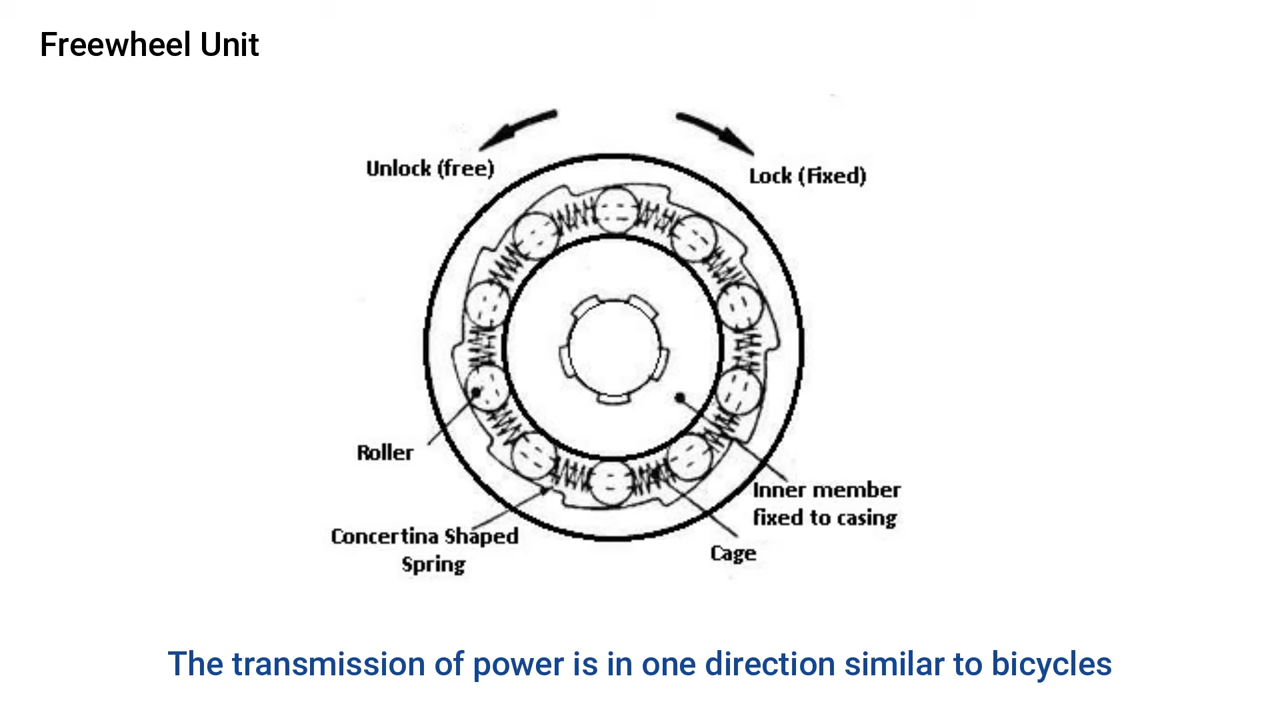 Freewheel Unit
Unlock (free)
Lock (Fixed)
Roller
Inner member
fixed to casing
Concertina Shaped
Spring
Cage
The transmission of power is in one direction similar to bicycles